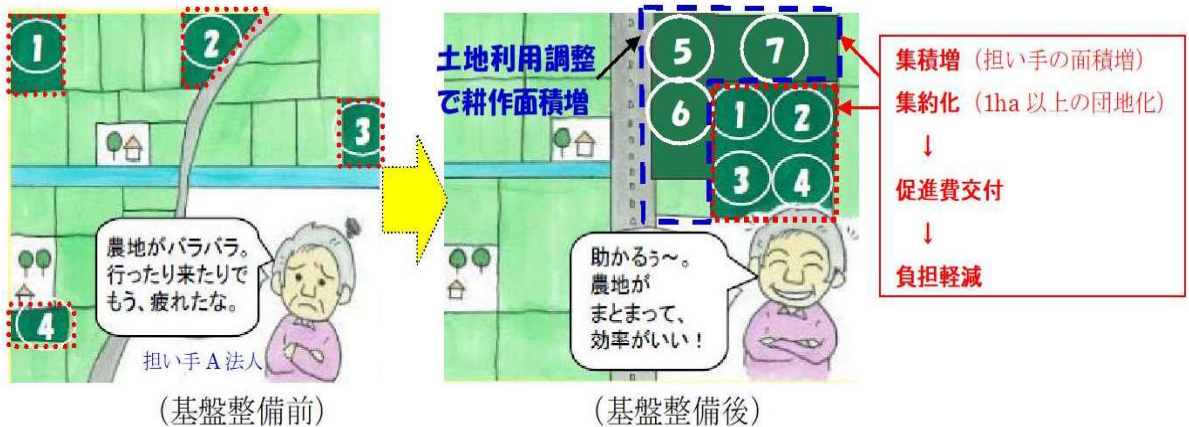 1
2
3
4
農地がバラバラ。
行ったり来たりで
もう、疲れたな。
担い手A法人
(基盤整備前)
土地利用調整
で耕作面積増
5
7
6
1
2
3
4
助かるぅ~。
農地が
まとまって、
効率がいい!
(基盤整備後)
集積増(担い手の面積増)
集約化(1ha 以上の団地化)
↓
促進費交付
↓
負担軽減